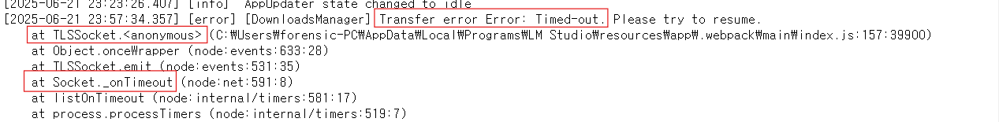 [2025-06-21 23:23:26.407] [info]  AppUpdater state changed to idle
[2025-06-21 23:57:34.357] [error] [DownloadsManager] Transfer error Error: Timed-out. Please try to resume.
at TLSSocket.<anonymous> (C:₩Users₩forensic-PC₩AppData₩Local₩Programs₩LM Studio₩resources₩app₩.webpack₩main₩index.js:157:39900)
at Object.onceWrapper (node:events:633:28)
at TLSSocket.emit (node:events:531:35)
at Socket._onTimeout (node:net:591:8)
at listOnTimeout (node:internal/timers:581:17)
at process.processTimers (node:internal/timers:519:7)